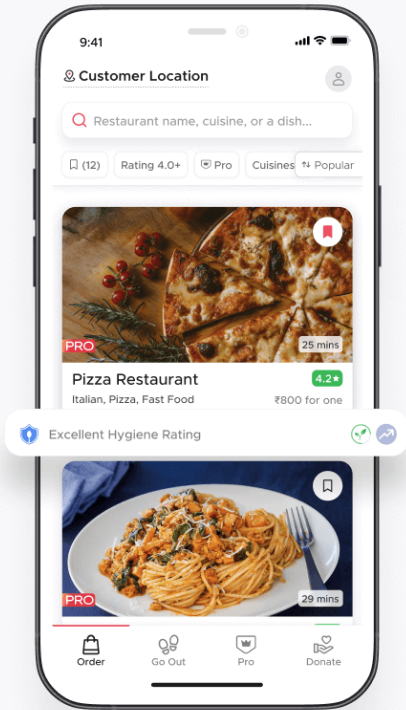 9:41
Customer Location
Restaurant name, cuisine, or a dish...
(12) Rating 4.0+ Pro Cuisines Popular
PRO 25 mins
Pizza Restaurant 4.2★
Italian, Pizza, Fast Food ₹800 for one
Excellent Hygiene Rating
PRO 29 mins
Order Go Out Pro Donate